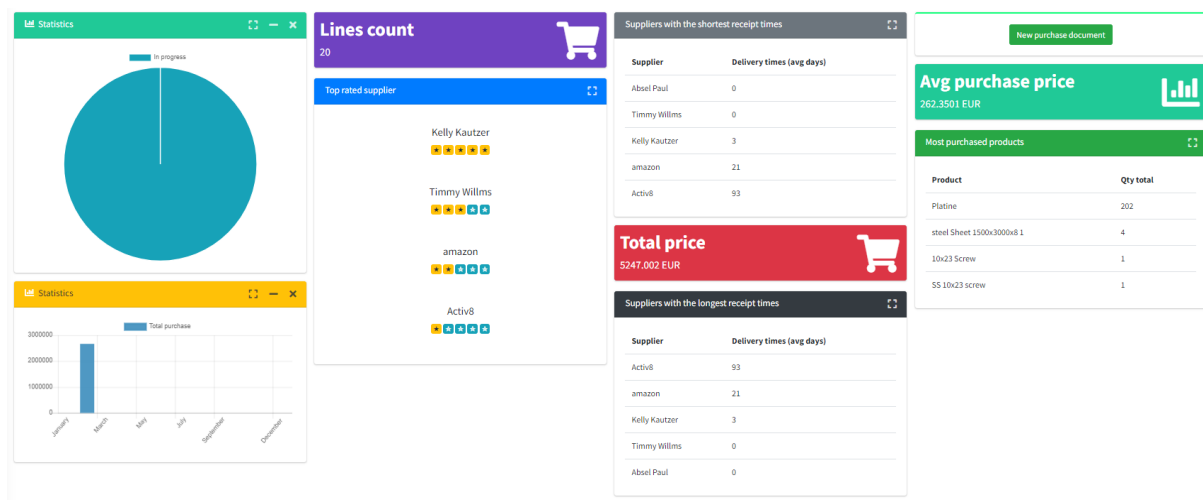 Statistics
In progress
Statistics
Total purchase
3000000
2000000
1000000
0
January
March
May
July
September
December
Lines count
20
Top rated supplier
Kelly Kautzer
Timmy Willms
amazon
Activ8
Suppliers with the shortest receipt times
Supplier Delivery times (avg days)
Absel Paul 0
Timmy Willms 0
Kelly Kautzer 3
amazon 21
Activ8 93
Total price
5247.002 EUR
Suppliers with the longest receipt times
Supplier Delivery times (avg days)
Activ8 93
amazon 21
Kelly Kautzer 3
Timmy Willms 0
Absel Paul 0
New purchase document
Avg purchase price
262.3501 EUR
Most purchased products
Product Qty total
Platine 202
steel Sheet 1500x3000x8 1 4
10x23 Screw 1
SS 10x23 screw 1